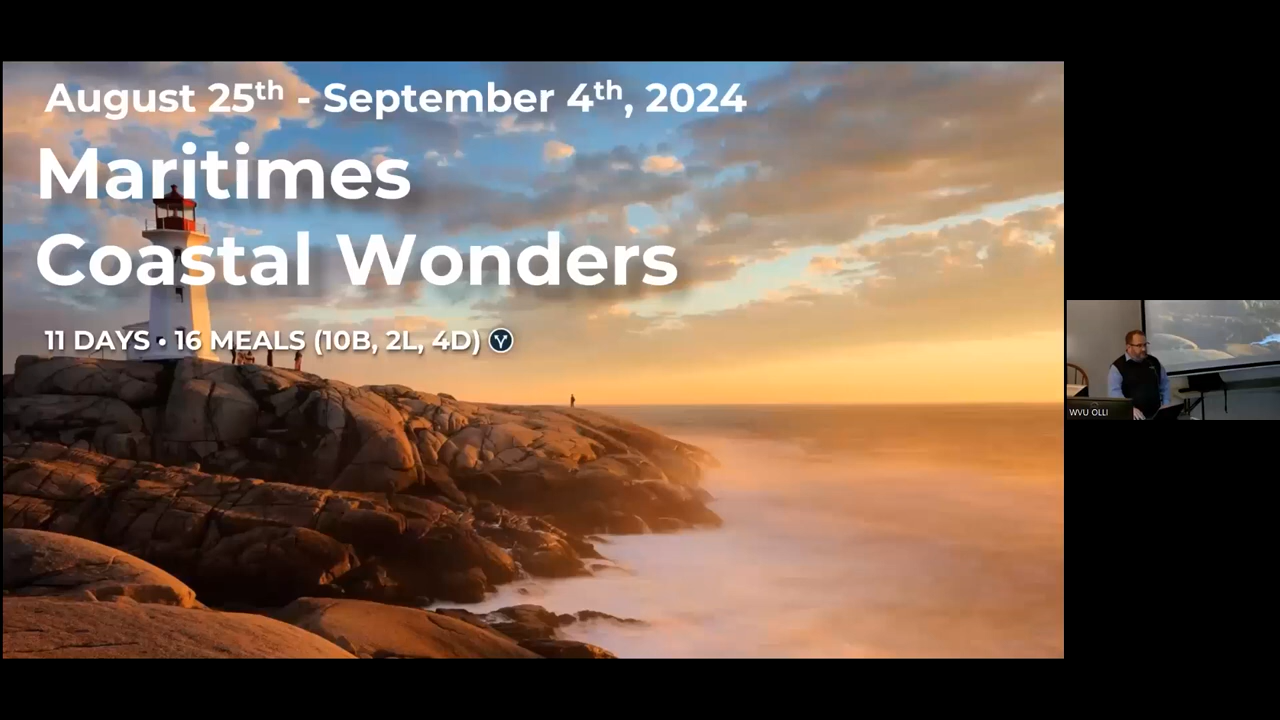 August 25th - September 4th, 2024
Maritimes
Coastal Wonders
11 DAYS • 16 MEALS (10B, 2L, 4D)
WVU OLLI